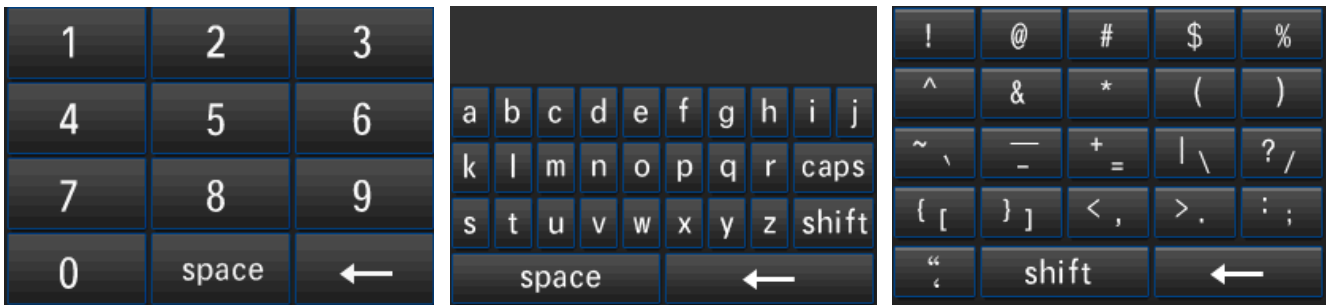 1 2 3
4 5 6
7 8 9
0 space ←
a b c d e f g h i j
k l m n o p q r caps
s t u v w x y z shift
space ←
! @ # $ %
^ & * ( )
~ ` — – + = | \ ? /
{ [ } ] < , > . : ;
“ ‘ shift ←